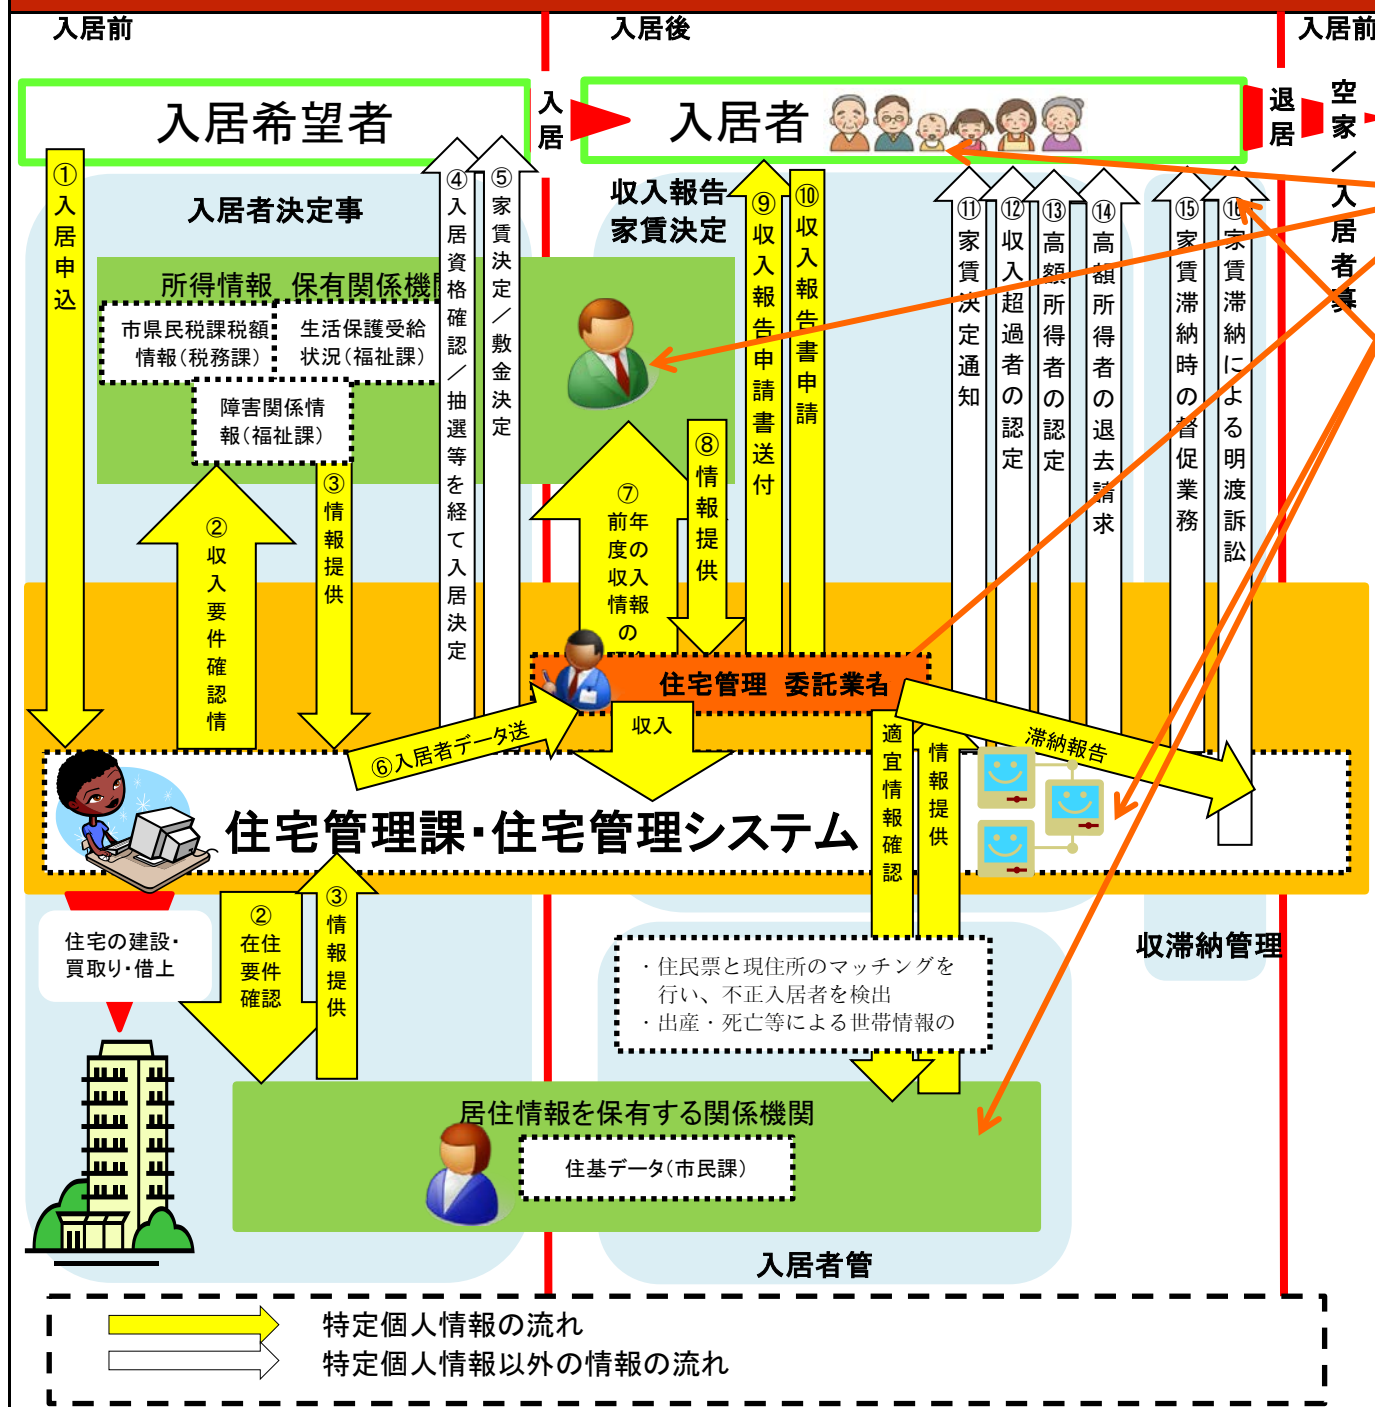 入居前
入居後
入居前
入居希望者
入居
入居者
退居
空家／入居者募
①入居申込
入居者決定事
所得情報 保有関係機
市県民税課税額
情報(税務課)
生活保護受給
状況(福祉課)
障害関係情
報(福祉課)
②収入要件確認情
③情報提供
④入居資格確認／抽選等を経て入居決定
⑤家賃決定／敷金決定
収入報告
家賃決定
⑦
前年
度の
収入
情報
の
⑧情報提供
⑨収入報告申請書送付
⑩収入報告書申請
⑪家賃決定通知
⑫収入超過者の認定
⑬高額所得者の認定
⑭高額所得者の退去請求
⑮家賃滞納時の督促業務
⑯家賃滞納による明渡訴訟
住宅管理 委託業者
⑥入居者データ送
収入
適宜情報確認
情報提供
滞納報告
住宅管理課・住宅管理システム
住宅の建設・
買取り・借上
②
在住
要件
確認
③情報提供
・住民票と現住所のマッチングを
行い、不正入居者を検出
・出産・死亡等による世帯情報の
収滞納管理
居住情報を保有する関係機関
住基データ(市民課)
入居者管
特定個人情報の流れ
特定個人情報以外の情報の流れ